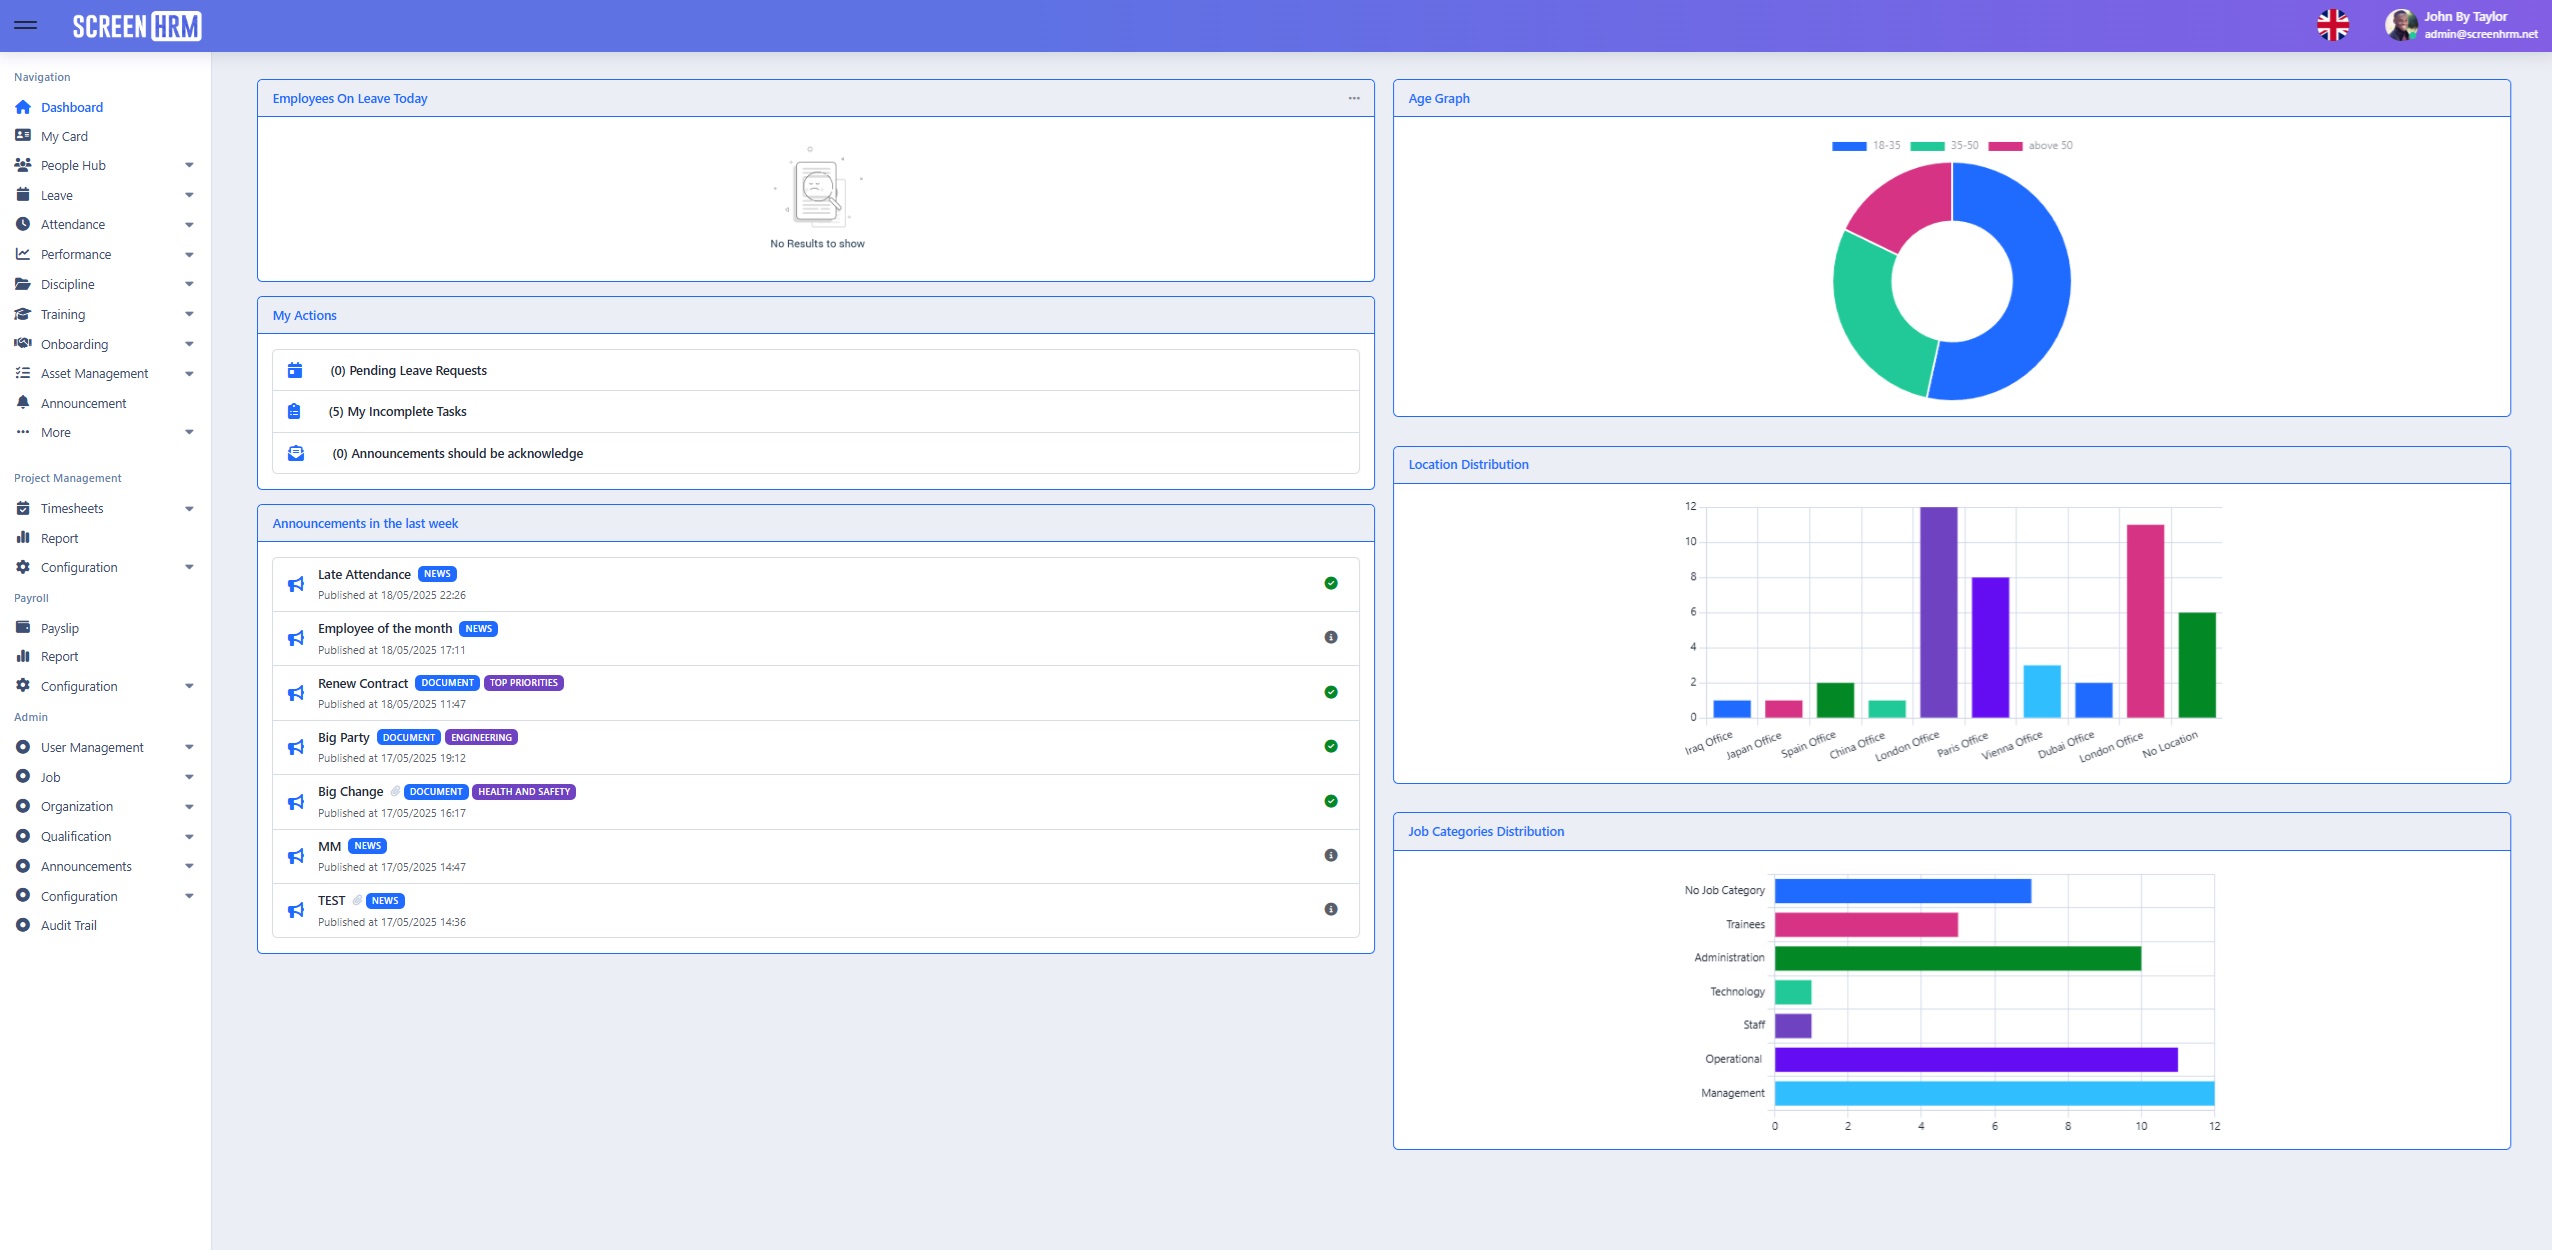 SCREEN HRM
John By Taylor
admin@screenhrm.net
Navigation
Dashboard
My Card
People Hub
Leave
Attendance
Performance
Discipline
Training
Onboarding
Asset Management
Announcement
More
Project Management
Timesheets
Report
Configuration
Payroll
Payslip
Report
Configuration
Admin
User Management
Job
Organization
Qualification
Announcements
Configuration
Audit Trail
Employees On Leave Today
No Results to show
My Actions
(0) Pending Leave Requests
(5) My Incomplete Tasks
(0) Announcements should be acknowledge
Announcements in the last week
Late Attendance NEWS
Published at 18/05/2025 22:26
Employee of the month NEWS
Published at 18/05/2025 17:11
Renew Contract DOCUMENT TOP PRIORITIES
Published at 18/05/2025 11:47
Big Party DOCUMENT ENGINEERING
Published at 17/05/2025 19:12
Big Change DOCUMENT HEALTH AND SAFETY
Published at 17/05/2025 16:17
MM NEWS
Published at 17/05/2025 14:47
TEST NEWS
Published at 17/05/2025 14:36
Age Graph
18-35 35-50 above 50
Location Distribution
12
10
8
6
4
2
0
Iraq Office Japan Office Spain Office China Office London Office Paris Office Vienna Office Dubai Office London Office No Location
Job Categories Distribution
No Job Category
Trainees
Administration
Technology
Staff
Operational
Management
0 2 4 6 8 10 12